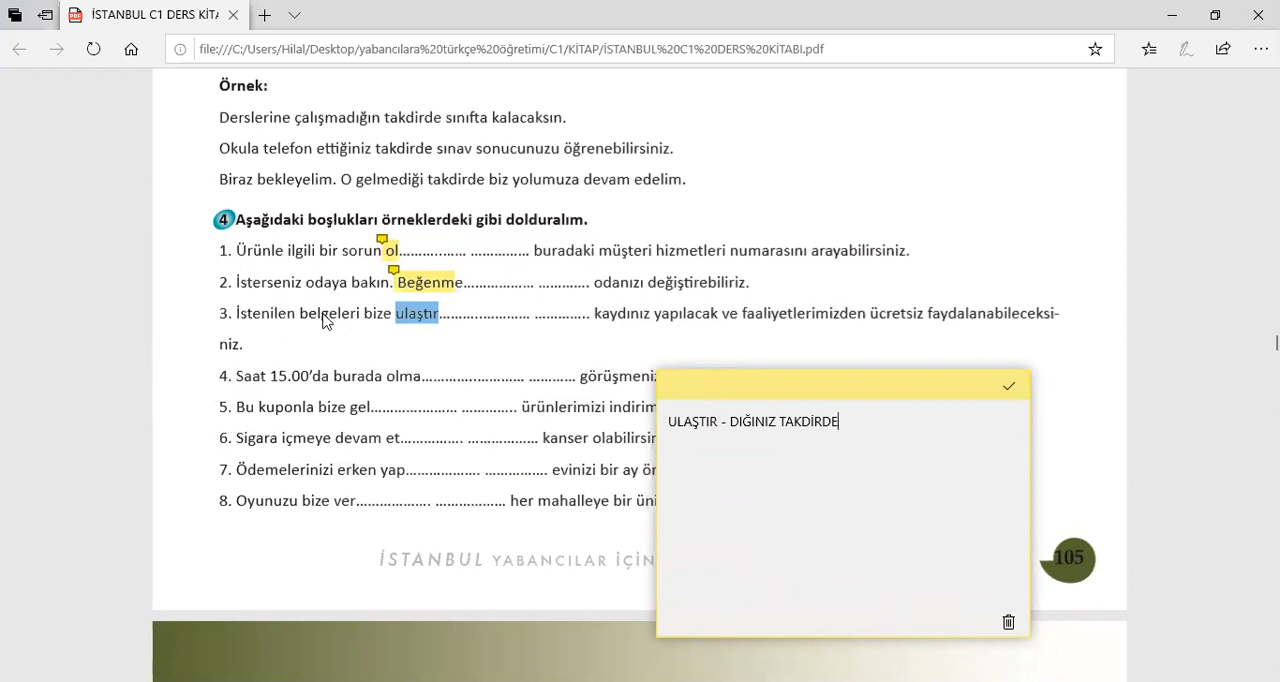 İSTANBUL C1 DERS KİTA
file:///C:/Users/Hilal/Desktop/yabancılara%20türkçe%20öğretimi/C1/KİTAP/İSTANBUL%20C1%20DERS%20KİTABI.pdf
Örnek:
Derslerine çalışmadığın takdirde sınıfta kalacaksın.
Okula telefon ettiğiniz takdirde sınav sonucunuzu öğrenebilirsiniz.
Biraz bekleyelim. O gelmediği takdirde biz yolumuza devam edelim.
4 Aşağıdaki boşlukları örneklerdeki gibi dolduralım.
1. Ürünle ilgili bir sorun ol…………… ………… buradaki müşteri hizmetleri numarasını arayabilirsiniz.
2. İsterseniz odaya bakın. Beğenme……………… ………… odanızı değiştirebiliriz.
3. İstenilen belgeleri bize ulaştır………………… ………… kaydınız yapılacak ve faaliyetlerimizden ücretsiz faydalanabileceksi-
niz.
4. Saat 15.00’da burada olma………………… ………… görüşmeniz
5. Bu kuponla bize gel……………… ………… ürünlerimizi indirim
6. Sigara içmeye devam et………… ……………… kanser olabilirsin
7. Ödemelerinizi erken yap……………… ………… evinizi bir ay ön
8. Oyunuzu bize ver……………… ……………… her mahalleye bir üni
ULAŞTIR - DIĞINIZ TAKDİRDE
İSTANBUL YABANCILAR İÇİN
105